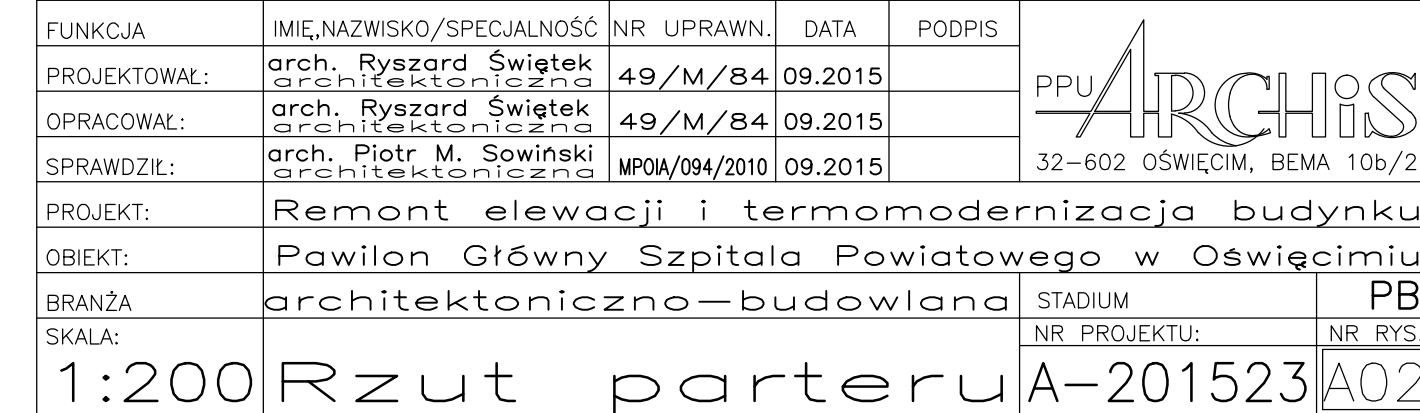 FUNKCJA IMIĘ,NAZWISKO/SPECJALNOŚĆ NR UPRAWN. DATA PODPIS
PROJEKTOWAŁ: arch. Ryszard Świętek 49/M/84 09.2015
architektoniczna
OPRACOWAŁ: arch. Ryszard Świętek 49/M/84 09.2015
architektoniczna
SPRAWDZIŁ: arch. Piotr M. Sowiński MPOIA/094/2010 09.2015
architektoniczna
PPU ARCHiS
32-602 OŚWIĘCIM, BEMA 10b/2
PROJEKT: Remont elewacji i termomodernizacja budynku
OBIEKT: Pawilon Główny Szpitala Powiatowego w Oświęcimiu
BRANŻA architektoniczno-budowlana STADIUM PB
SKALA: NR PROJEKTU: NR RYS.
1:200 Rzut parteru A-201523 A02